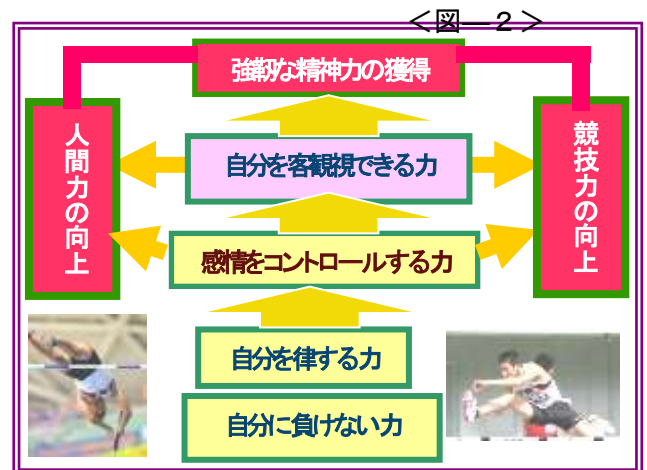 ＜図―２＞
強靭な精神力の獲得
人間力の向上
競技力の向上
自分を客観視できる力
感情をコントロールする力
自分を律する力
自分に負けない力